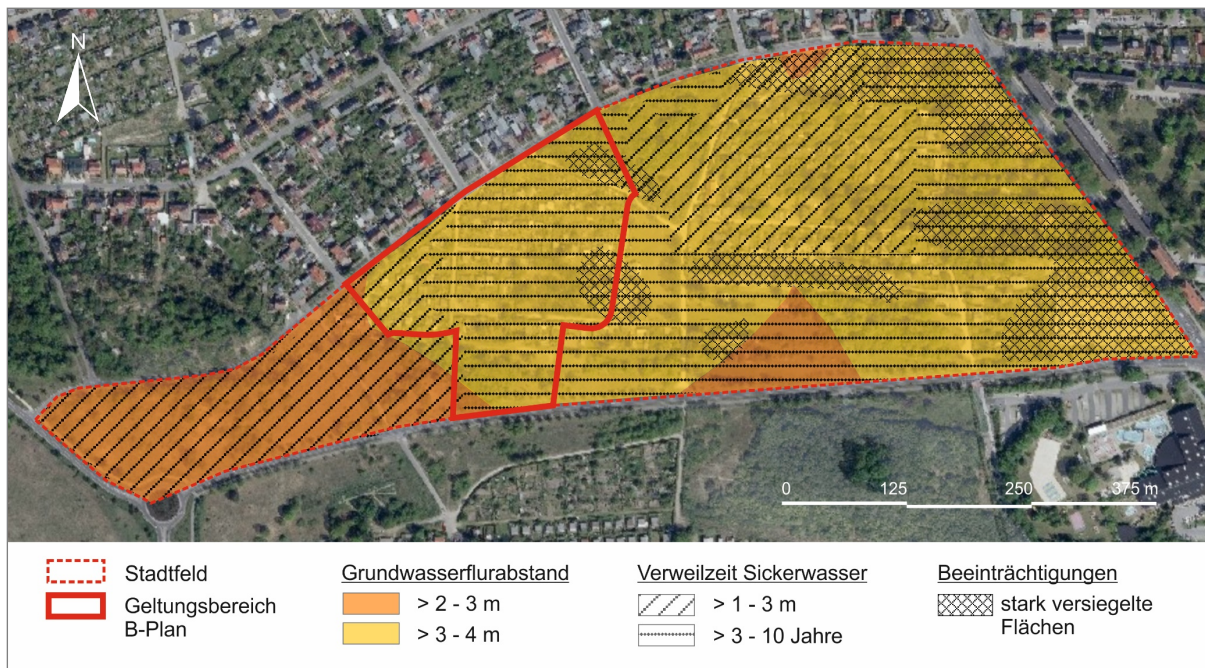 N
0 125 250 375 m
Stadtfeld
Geltungsbereich
B-Plan
Grundwasserflurabstand
> 2 - 3 m
> 3 - 4 m
Verweilzeit Sickerwasser
> 1 - 3 m
> 3 - 10 Jahre
Beeinträchtigungen
stark versiegelte
Flächen